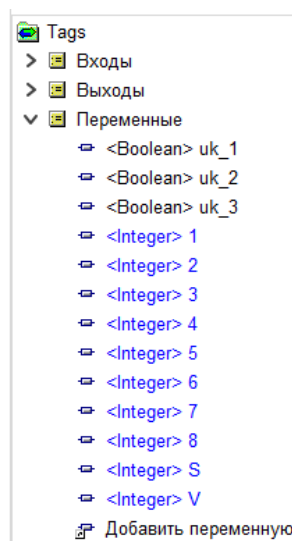 Tags
Входы
Выходы
Переменные
<Boolean> uk_1
<Boolean> uk_2
<Boolean> uk_3
<Integer> 1
<Integer> 2
<Integer> 3
<Integer> 4
<Integer> 5
<Integer> 6
<Integer> 7
<Integer> 8
<Integer> S
<Integer> V
Добавить переменную